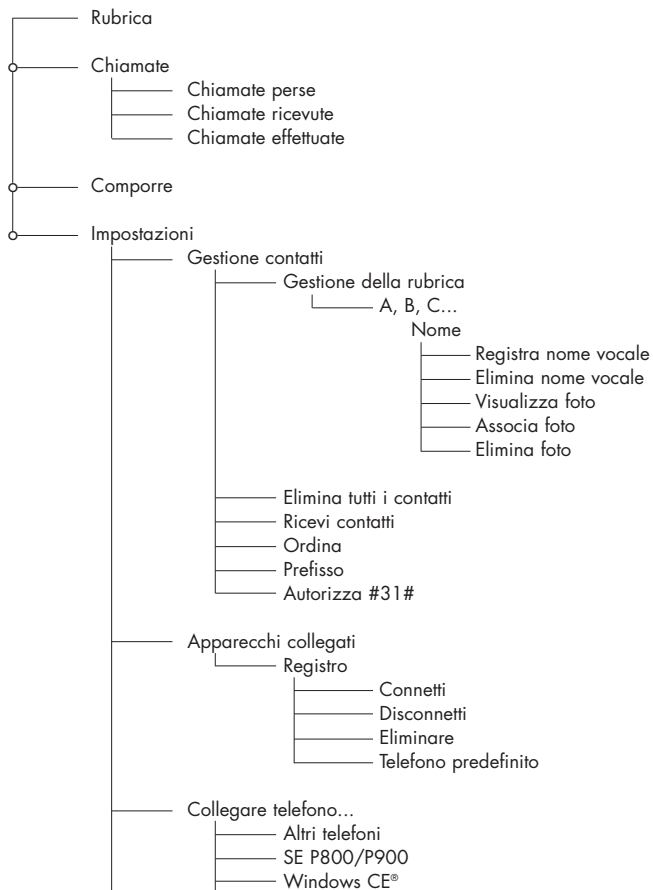 Rubrica
Chiamate
Chiamate perse
Chiamate ricevute
Chiamate effettuate
Comporre
Impostazioni
Gestione contatti
Gestione della rubrica
A, B, C...
Nome
Registra nome vocale
Elimina nome vocale
Visualizza foto
Associa foto
Elimina foto
Elimina tutti i contatti
Ricevi contatti
Ordina
Prefisso
Autorizza #31#
Apparecchi collegati
Registro
Connetti
Disconnetti
Eliminare
Telefono predefinito
Collegare telefono...
Altri telefoni
SE P800/P900
Windows CE®